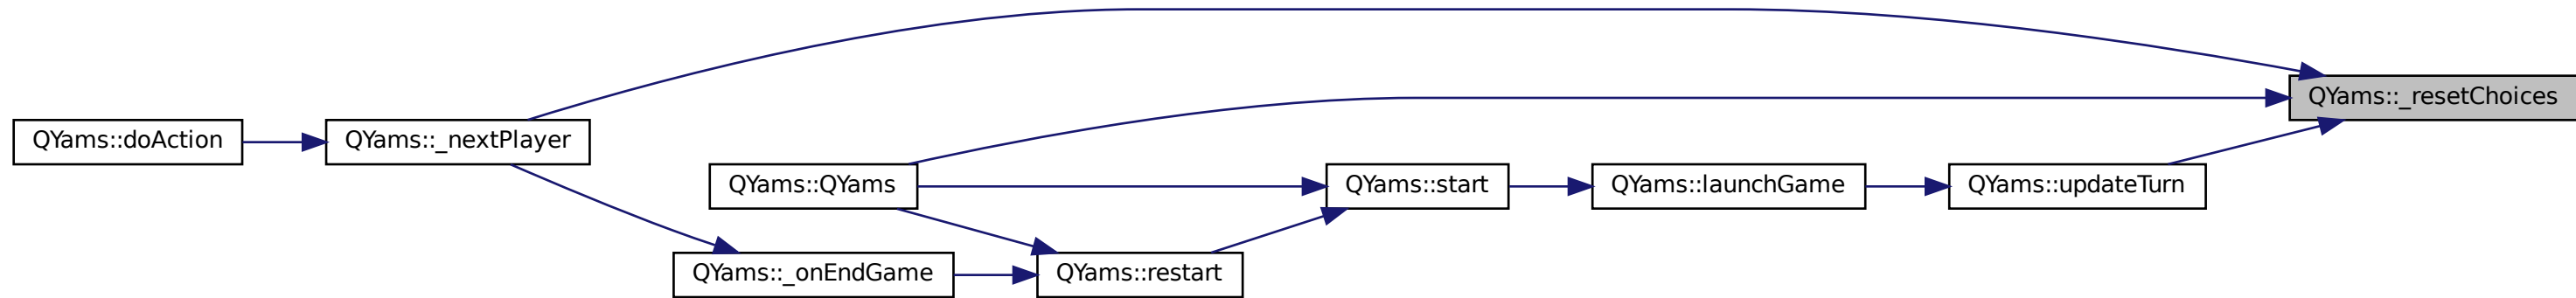 QYams::_resetChoices
QYams::doAction
QYams::_nextPlayer
QYams::QYams
QYams::start
QYams::launchGame
QYams::updateTurn
QYams::_onEndGame
QYams::restart